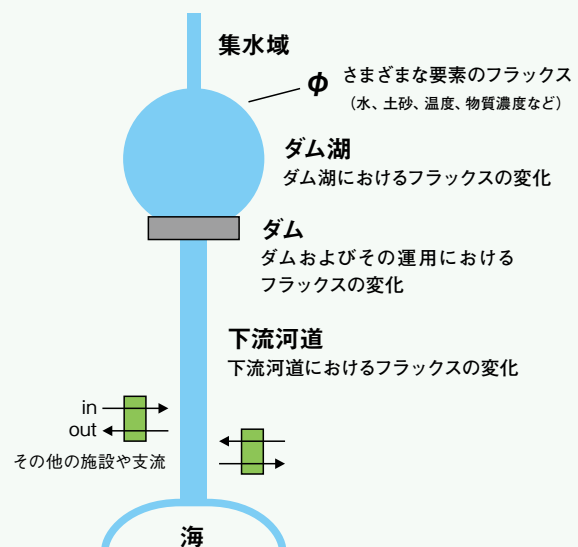 集水域
Φ さまざまな要素のフラックス
（水、土砂、温度、物質濃度など）
ダム湖
ダム湖におけるフラックスの変化
ダム
ダムおよびその運用における
フラックスの変化
下流河道
下流河道におけるフラックスの変化
in
out
その他の施設や支流
海